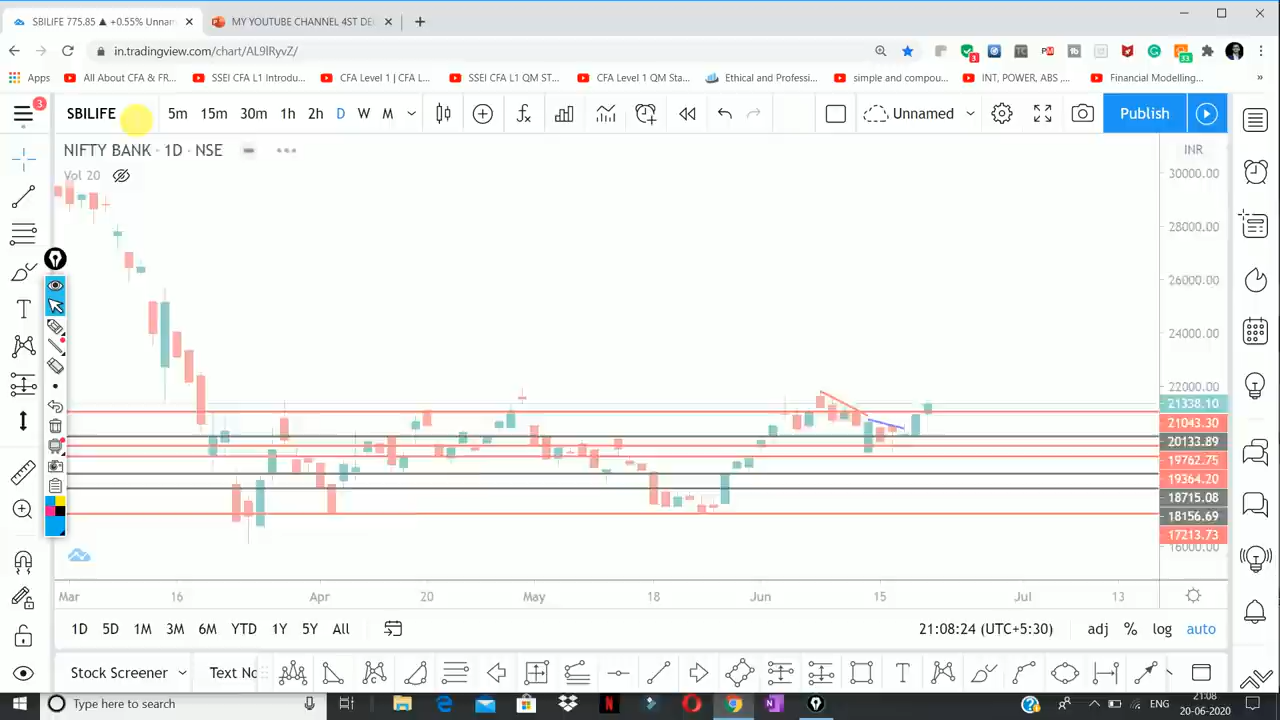 SBILIFE 775.85 ▲ +0.55% Unnam
MY YOUTUBE CHANNEL 4ST DE
in.tradingview.com/chart/AL9lRyvZ/
Apps
All About CFA & FR...
SSEI CFA L1 Introdu...
CFA Level 1 | CFA L...
SSEI CFA L1 QM ST...
CFA Level 1 QM Sta...
Ethical and Professi...
simple and compou...
INT, POWER, ABS ,...
Financial Modelling...
»
3
SBILIFE
5m 15m 30m 1h 2h D W M
Unnamed
Publish
NIFTY BANK · 1D · NSE
INR
Vol 20
30000.00
28000.00
26000.00
24000.00
22000.00
21338.10
21043.30
20133.89
19762.75
19364.20
18715.08
18156.69
17213.73
16000.00
Mar 16 Apr 20 May 18 Jun 15 Jul 13
1D 5D 1M 3M 6M YTD 1Y 5Y All
21:08:24 (UTC+5:30) adj % log auto
Stock Screener
Text No
Type here to search
21:08
20-06-2020